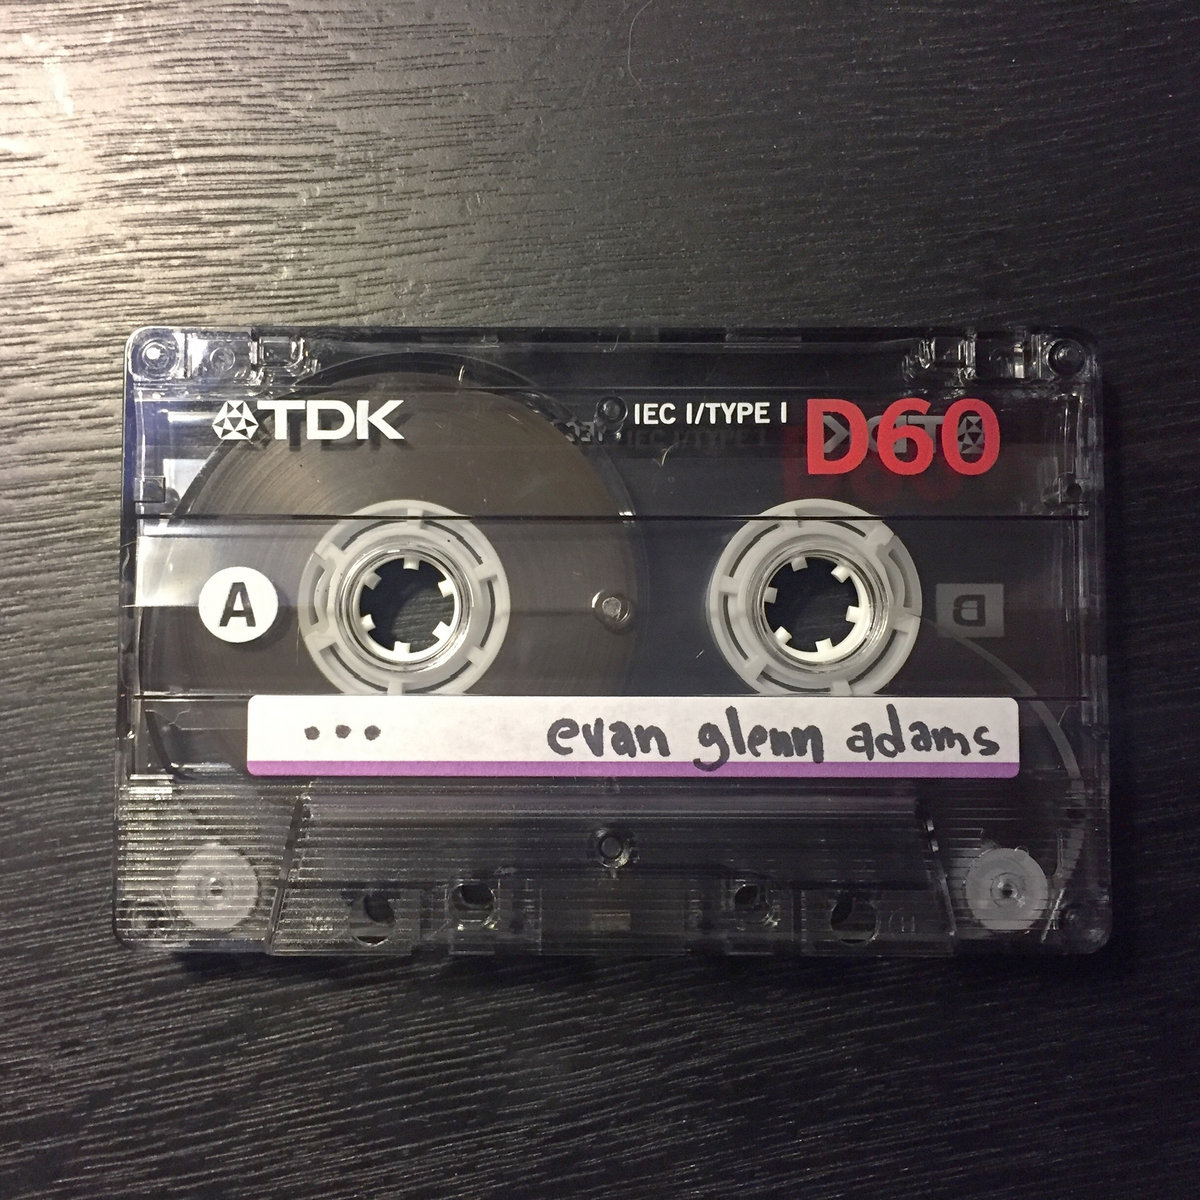 TDK IEC I/TYPE I D60
A B
... evan glenn adams